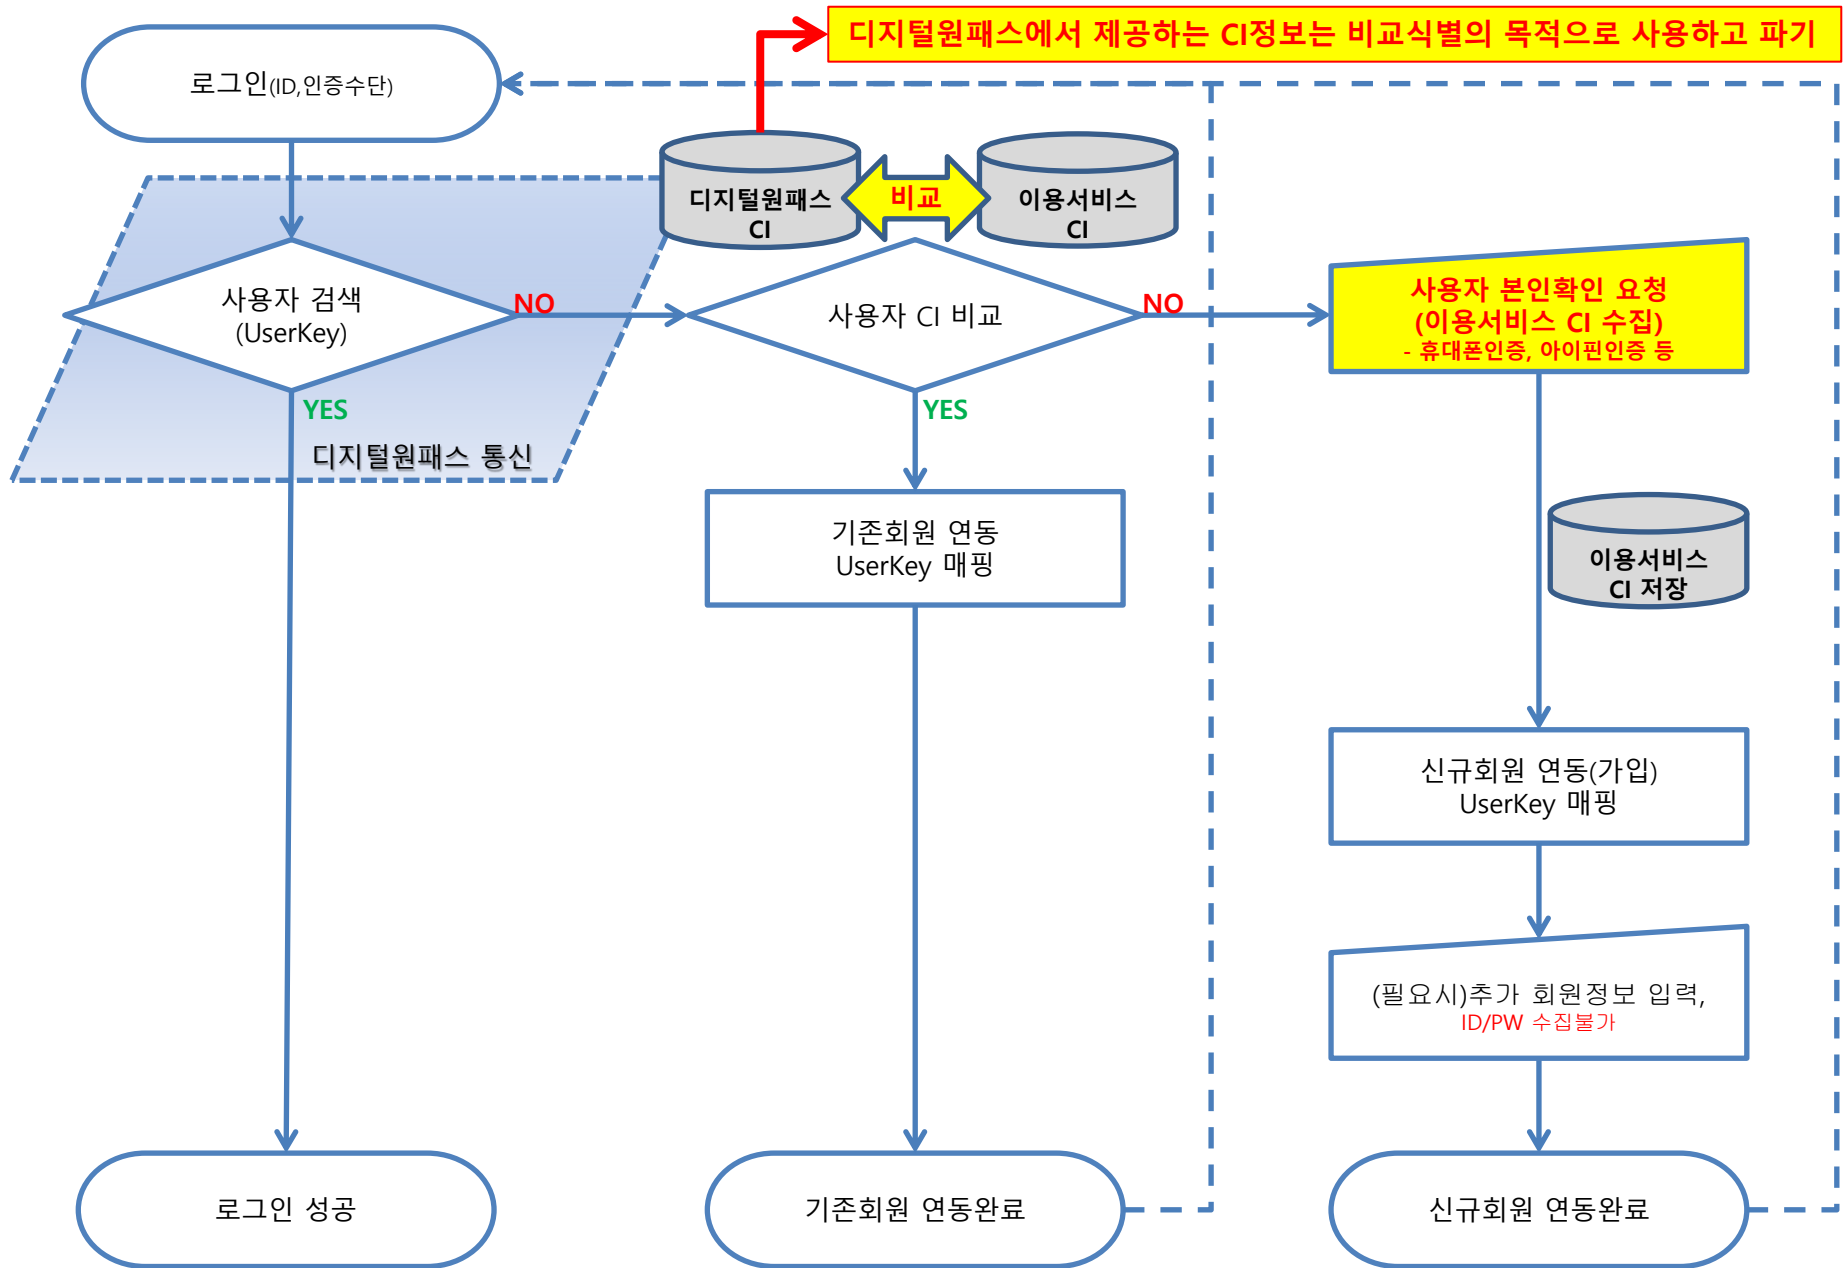 디지털원패스에서 제공하는 CI정보는 비교식별의 목적으로 사용하고 파기
로그인(ID,인증수단)
디지털원패스
CI
비교
이용서비스
CI
사용자 검색
(UserKey)
NO
사용자 CI 비교
NO
사용자 본인확인 요청
(이용서비스 CI 수집)
- 휴대폰인증, 아이핀인증 등
YES
YES
디지털원패스 통신
기존회원 연동
UserKey 매핑
이용서비스
CI 저장
신규회원 연동(가입)
UserKey 매핑
(필요시)추가 회원정보 입력,
ID/PW 수집불가
로그인 성공
기존회원 연동완료
신규회원 연동완료